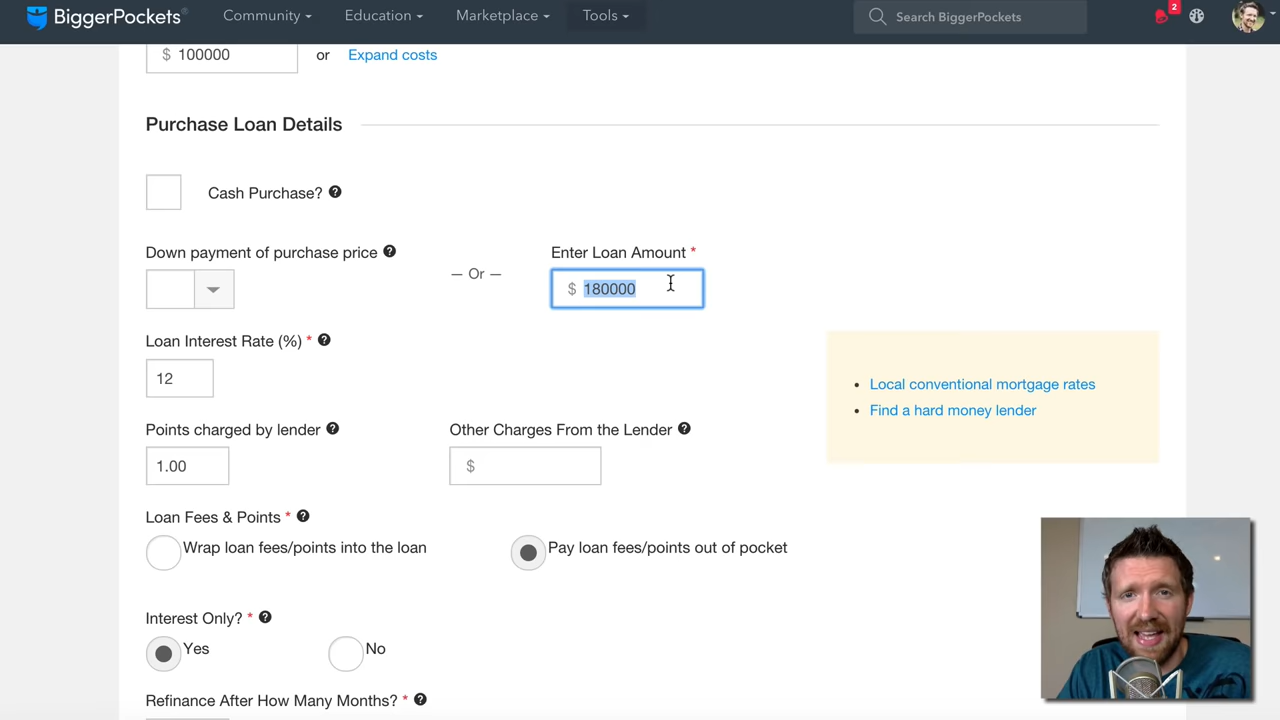 BiggerPockets Community Education Marketplace Tools Search BiggerPockets 2
$ 100000 or Expand costs
Purchase Loan Details
Cash Purchase? ?
Down payment of purchase price ? Enter Loan Amount *
— Or —
$ 180000
Loan Interest Rate (%) * ?
12
Local conventional mortgage rates
Find a hard money lender
Points charged by lender ? Other Charges From the Lender ?
1.00 $
Loan Fees & Points * ?
Wrap loan fees/points into the loan Pay loan fees/points out of pocket
Interest Only? * ?
Yes No
Refinance After How Many Months? * ?